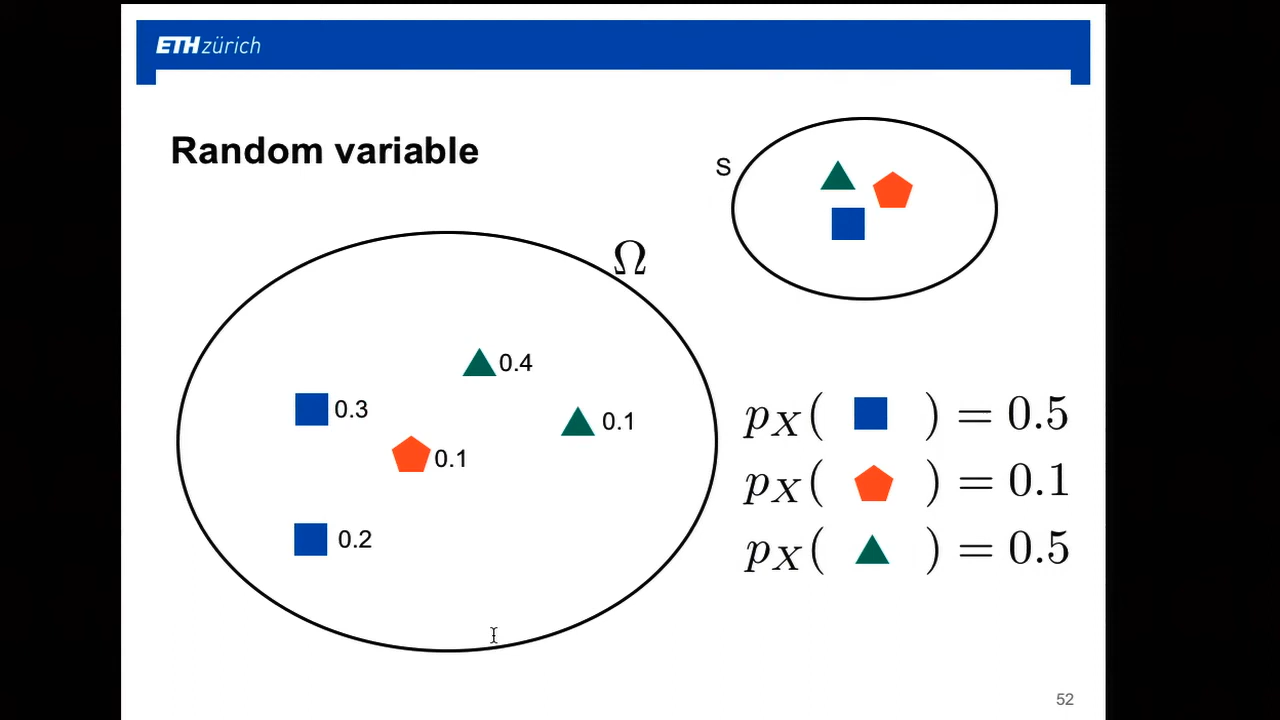 ETH zürich
Random variable
S
Ω
0.4
0.3
0.1
0.1
0.2
p_X( ) = 0.5
p_X( ) = 0.1
p_X( ) = 0.5
52